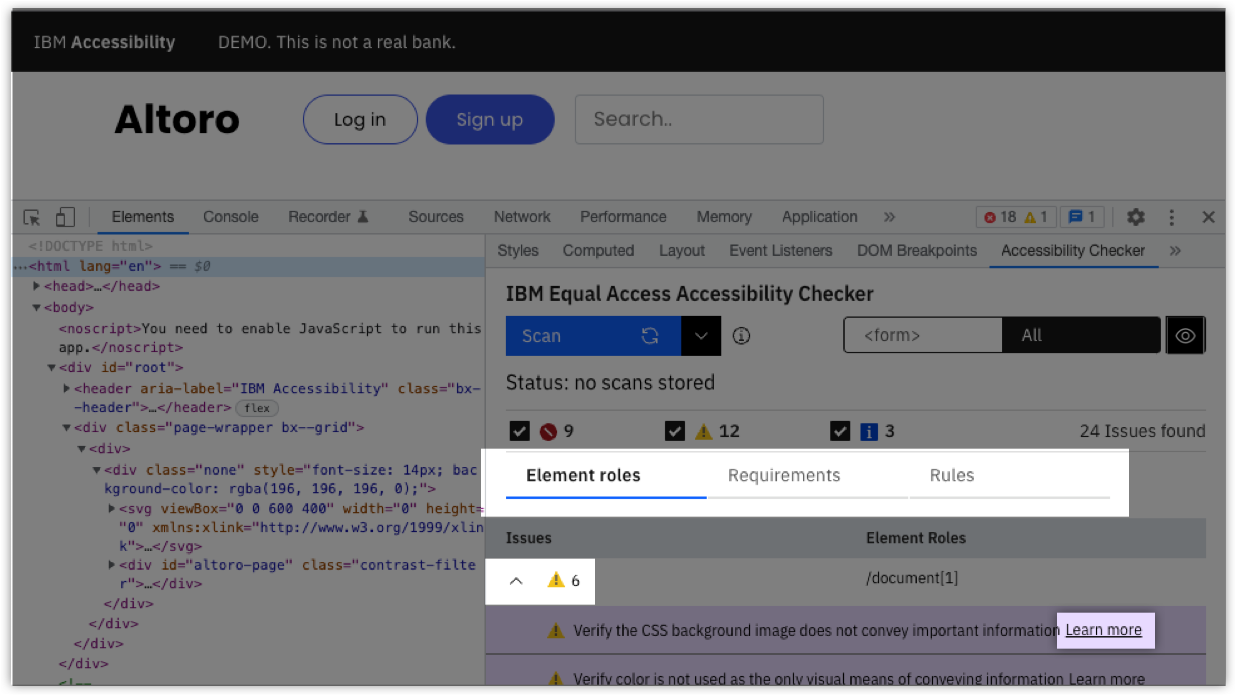 IBM Accessibility DEMO. This is not a real bank.
Altoro Log in Sign up Search..
Elements Console Recorder Sources Network Performance Memory Application » 18 1 1
<!DOCTYPE html>
···<html lang="en"> == $0
<head>…</head>
<body>
<noscript>You need to enable JavaScript to run this
app.</noscript>
<div id="root">
<header aria-label="IBM Accessibility" class="bx-
-header">…</header> flex
<div class="page-wrapper bx--grid">
<div>
<div class="none" style="font-size: 14px; bac
kground-color: rgba(196, 196, 196, 0);">
<svg viewBox="0 0 600 400" width="0" height=
"0" xmlns:xlink="http://www.w3.org/1999/xlin
k">…</svg>
<div id="altoro-page" class="contrast-filte
r">…</div>
</div>
</div>
</div>
</div>
Styles Computed Layout Event Listeners DOM Breakpoints Accessibility Checker »
IBM Equal Access Accessibility Checker
Scan <form> All
Status: no scans stored
9 12 3 24 Issues found
Element roles Requirements Rules
Issues Element Roles
6 /document[1]
Verify the CSS background image does not convey important information Learn more
Verify color is not used as the only visual means of conveying information Learn more